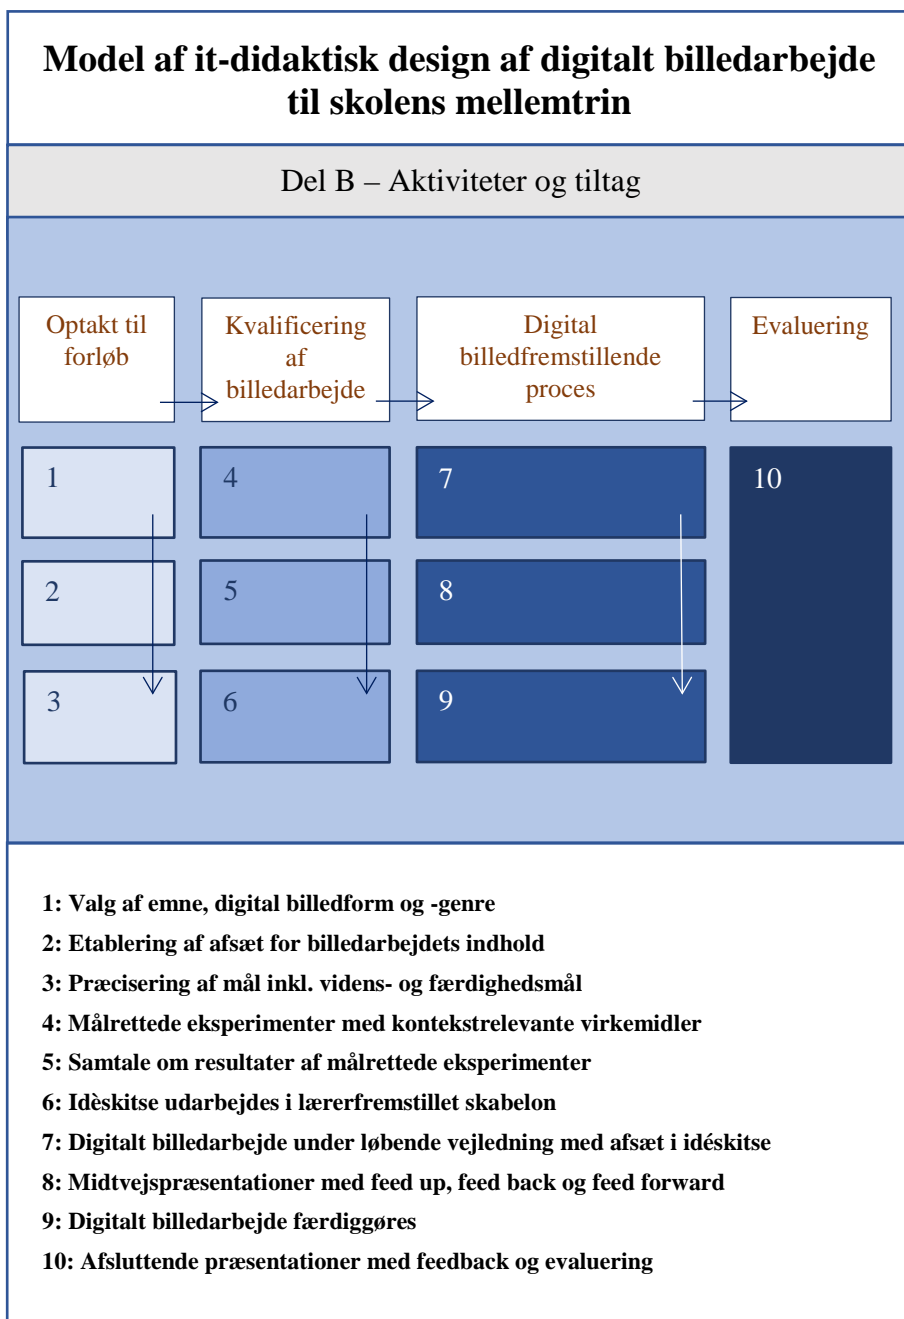 Model af it-didaktisk design af digitalt billedarbejde
til skolens mellemtrin
Del B – Aktiviteter og tiltag
Optakt til
forløb
Kvalificering
af
billedarbejde
Digital
billedfremstillende
proces
Evaluering
1
4
7
10
2
5
8
3
6
9
1: Valg af emne, digital billedform og -genre
2: Etablering af afsæt for billedarbejdets indhold
3: Præcisering af mål inkl. videns- og færdighedsmål
4: Målrettede eksperimenter med kontekstrelevante virkemidler
5: Samtale om resultater af målrettede eksperimenter
6: Idèskitse udarbejdes i lærerfremstillet skabelon
7: Digitalt billedarbejde under løbende vejledning med afsæt i idéskitse
8: Midtvejspræsentationer med feed up, feed back og feed forward
9: Digitalt billedarbejde færdiggøres
10: Afsluttende præsentationer med feedback og evaluering